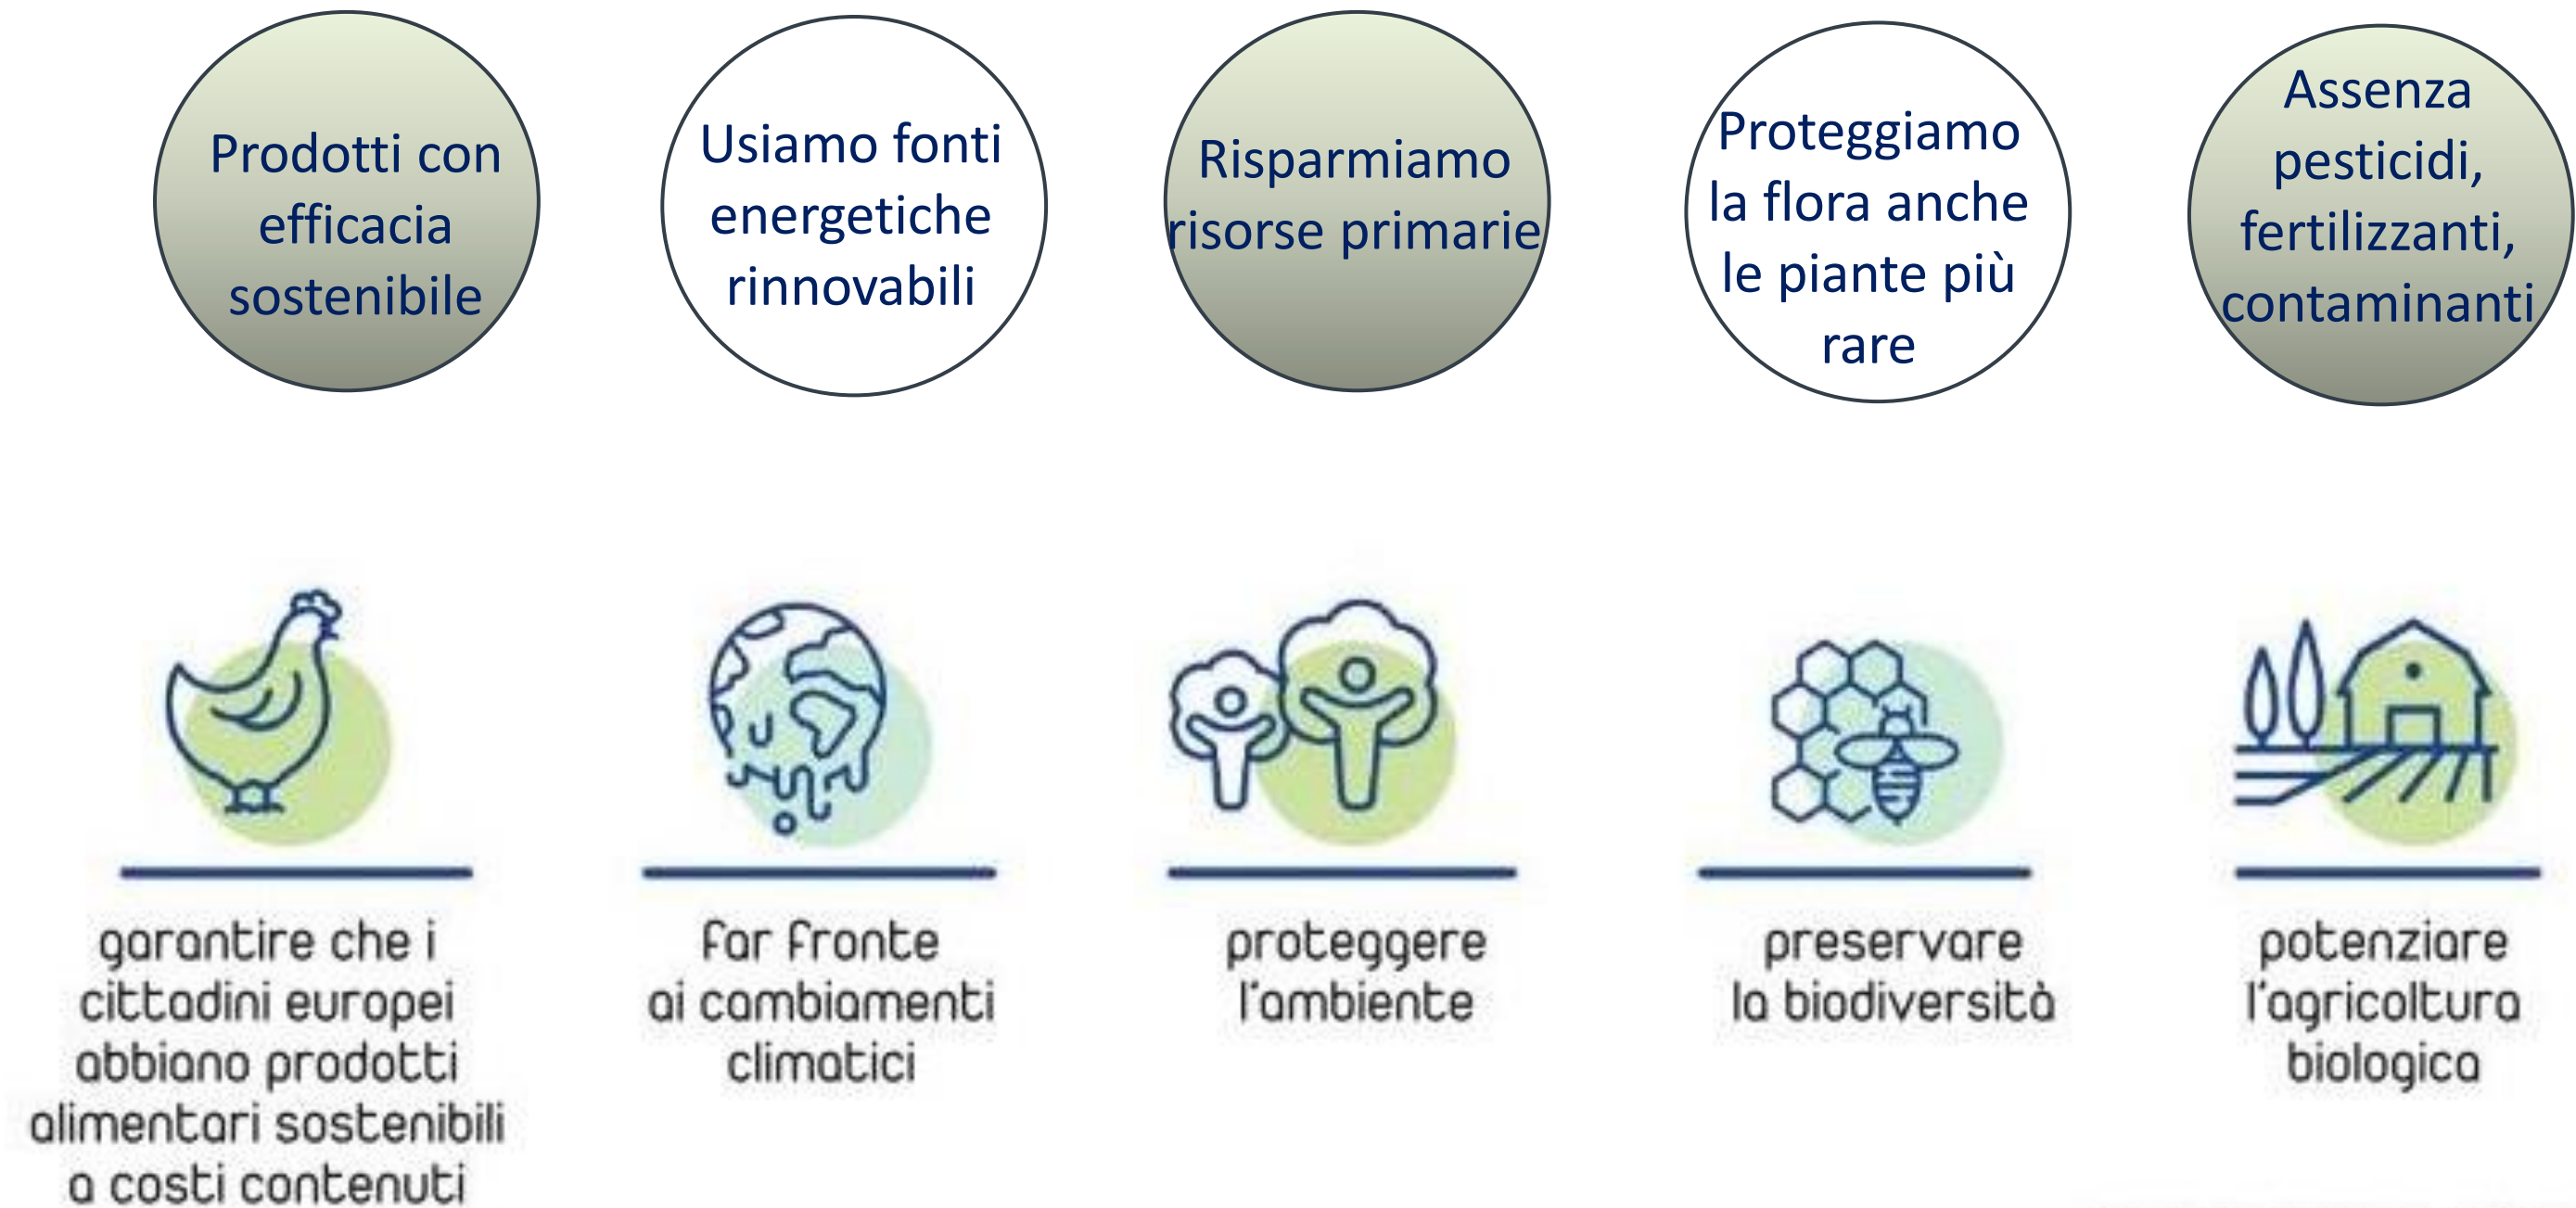 Prodotti con
efficacia
sostenibile
Usiamo fonti
energetiche
rinnovabili
Risparmiamo
risorse primarie
Proteggiamo
la flora anche
le piante più
rare
Assenza
pesticidi,
fertilizzanti,
contaminanti
garantire che i
cittadini europei
abbiano prodotti
alimentari sostenibili
a costi contenuti
far fronte
ai cambiamenti
climatici
proteggere
l'ambiente
preservare
la biodiversità
potenziare
l'agricoltura
biologica